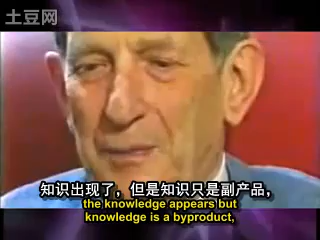 土豆网
知识出现了，但是知识只是副产品，
the knowledge appears but
knowledge is a byproduct,